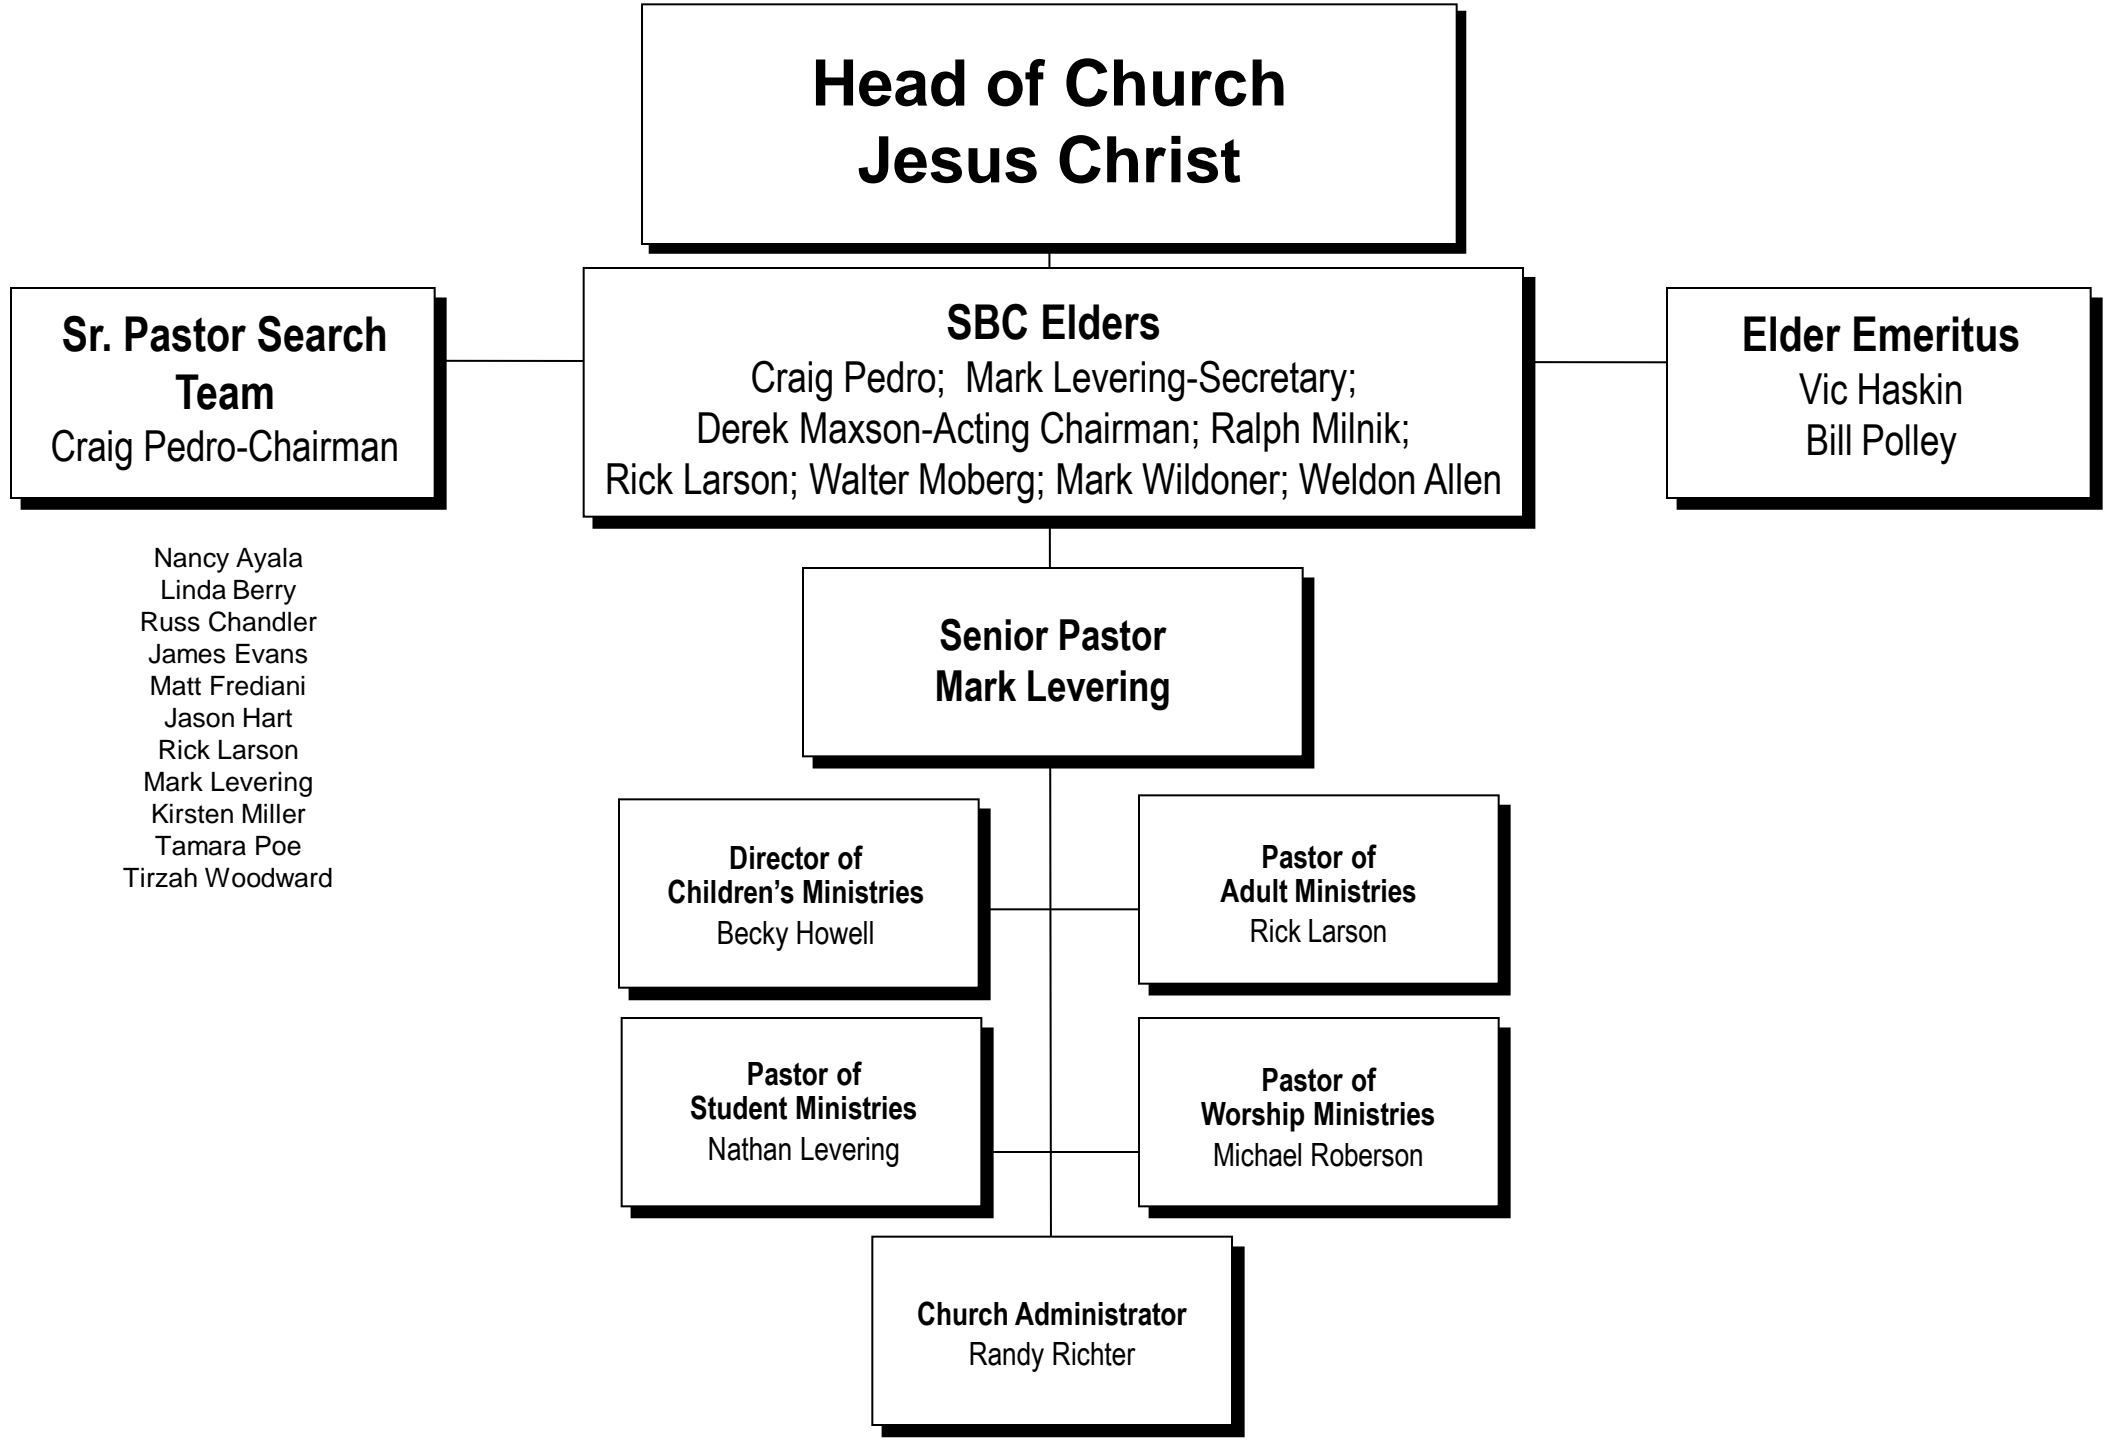 Head of Church
Jesus Christ
Sr. Pastor Search
Team
Craig Pedro-Chairman
Nancy Ayala
Linda Berry
Russ Chandler
James Evans
Matt Frediani
Jason Hart
Rick Larson
Mark Levering
Kirsten Miller
Tamara Poe
Tirzah Woodward
SBC Elders
Craig Pedro;  Mark Levering-Secretary;
Derek Maxson-Acting Chairman; Ralph Milnik;
Rick Larson; Walter Moberg; Mark Wildoner; Weldon Allen
Elder Emeritus
Vic Haskin
Bill Polley
Senior Pastor
Mark Levering
Director of
Children’s Ministries
Becky Howell
Pastor of
Adult Ministries
Rick Larson
Pastor of
Student Ministries
Nathan Levering
Pastor of
Worship Ministries
Michael Roberson
Church Administrator
Randy Richter